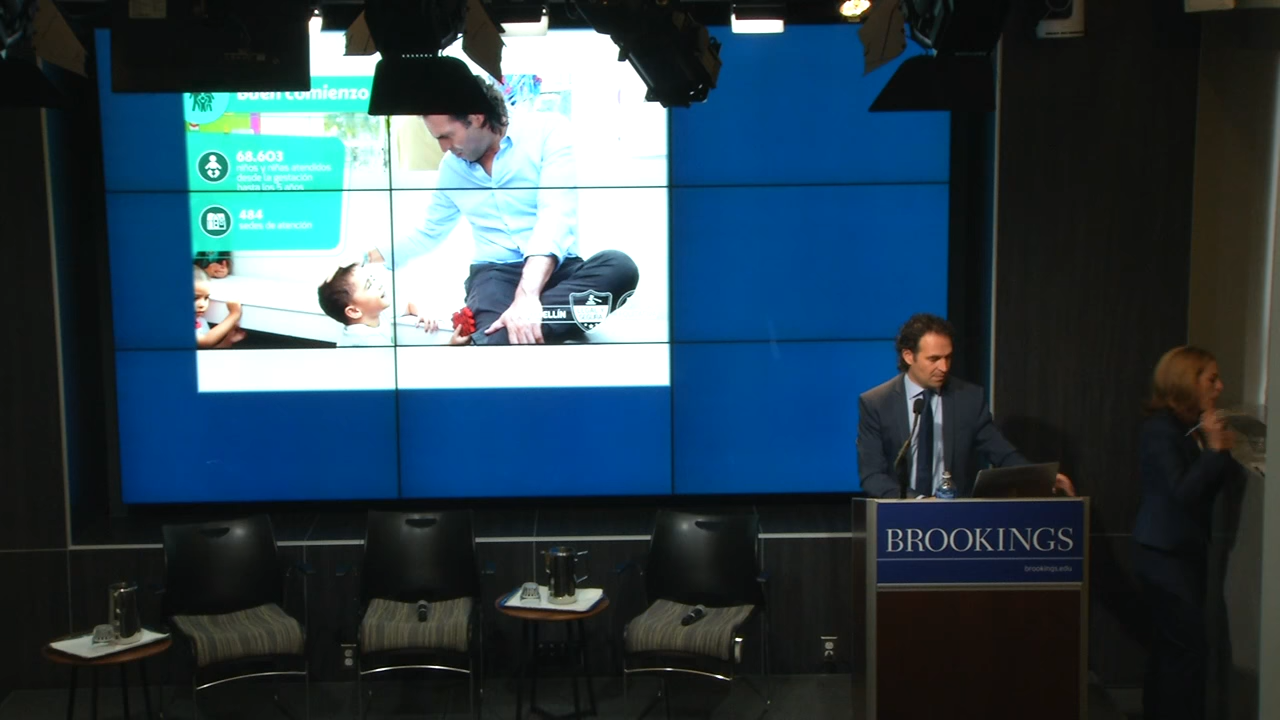 Buen comienzo
68.603
niños y niñas atendidos
desde la gestación
hasta los 5 años
484
sedes de atención
BROOKINGS
brookings.edu